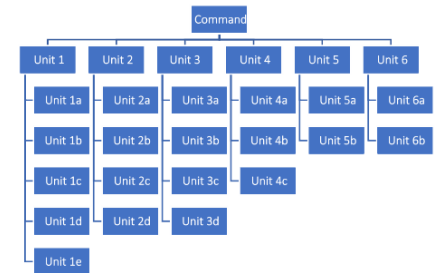 Command
Unit 1
Unit 2
Unit 3
Unit 4
Unit 5
Unit 6
Unit 1a
Unit 2a
Unit 3a
Unit 4a
Unit 5a
Unit 6a
Unit 1b
Unit 2b
Unit 3b
Unit 4b
Unit 5b
Unit 6b
Unit 1c
Unit 2c
Unit 3c
Unit 4c
Unit 1d
Unit 2d
Unit 3d
Unit 1e